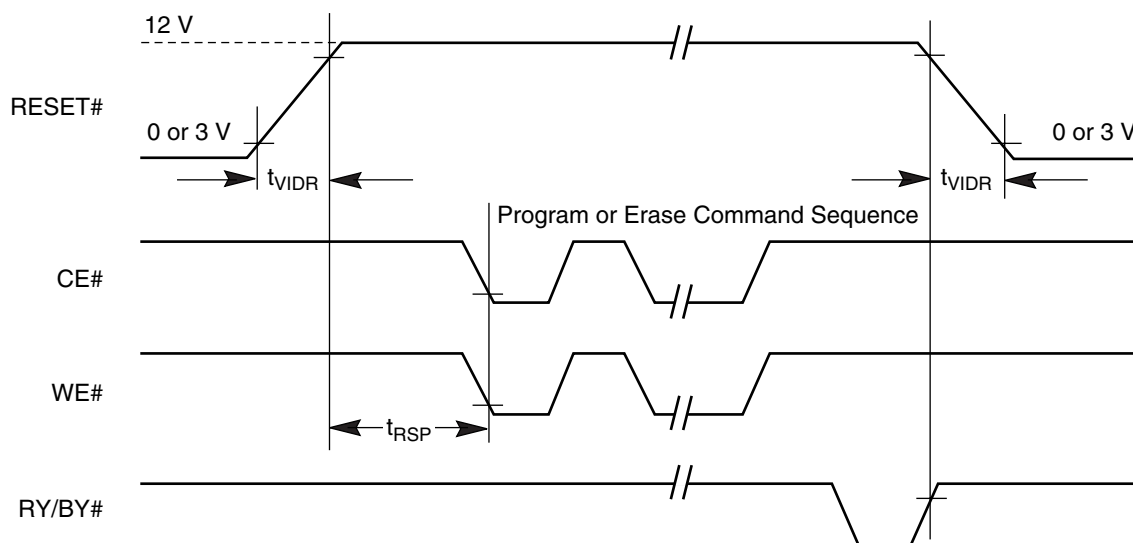 12 V
RESET#
0 or 3 V
0 or 3 V
tVIDR
tVIDR
Program or Erase Command Sequence
CE#
WE#
tRSP
RY/BY#